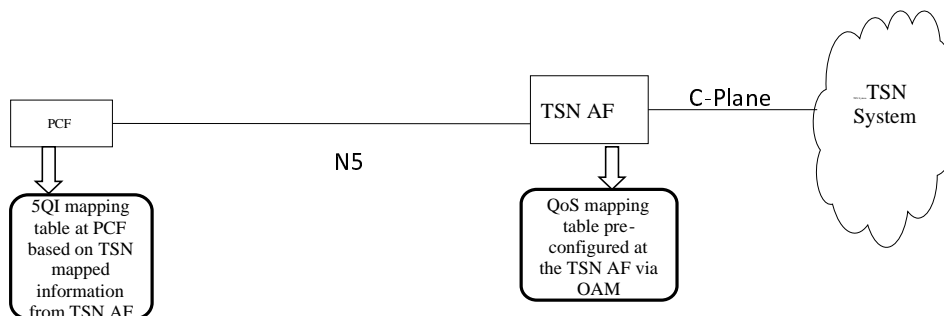 C-Plane
TSN
System
TSN AF
PCF
N5
5QI mapping
table at PCF
based on TSN
mapped
information
from TSN AF
QoS mapping
table pre-
configured at
the TSN AF via
OAM